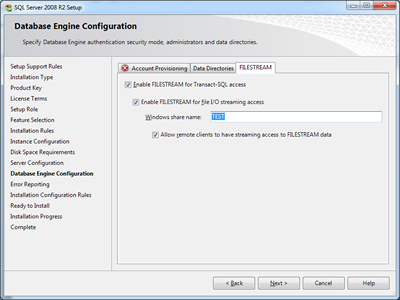 SQL Server 2008 R2 Setup
Database Engine Configuration
Specify Database Engine authentication security mode, administrators and data directories.
Setup Support Rules
Installation Type
Product Key
License Terms
Setup Role
Feature Selection
Installation Rules
Instance Configuration
Disk Space Requirements
Server Configuration
Database Engine Configuration
Error Reporting
Installation Configuration Rules
Ready to Install
Installation Progress
Complete
Account Provisioning Data Directories FILESTREAM
Enable FILESTREAM for Transact-SQL access
Enable FILESTREAM for File I/O streaming access
Windows share name: TEST
Allow remote clients to have streaming access to FILESTREAM data
< Back Next > Cancel Help